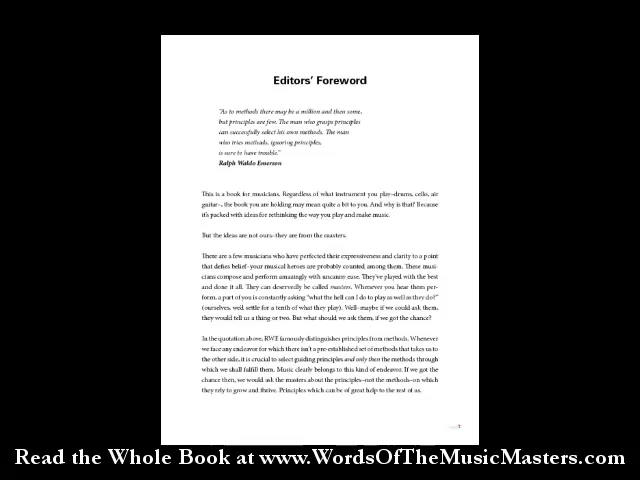 Editors' Foreword
"As to methods there may be a million and then some,
but principles are few. The man who grasps principles
can successfully select his own methods. The man
who tries methods, ignoring principles,
is sure to have trouble."
Ralph Waldo Emerson
This is a book for musicians. Regardless of what instrument you play–drums, cello, air
guitar–, the book you are holding may mean quite a bit to you. And why is that? Because
it's packed with ideas for rethinking the way you play and make music.
But the ideas are not ours–they are from the masters.
There are a few musicians who have perfected their expressiveness and clarity to a point
that defies belief–your musical heroes are probably counted among them. These musi-
cians compose and perform amazingly with uncanny ease. They've played with the best
and done it all. They can deservedly be called masters. Whenever you hear them per-
form, a part of you is constantly asking "what the hell can I do to play as well as they do?"
(ourselves, we'd settle for a tenth of what they play). Well–maybe if we could ask them,
they would tell us a thing or two. But what should we ask them, if we got the chance?
In the quotation above, RWE famously distinguishes principles from methods. Whenever
we face any endeavor for which there isn't a pre-established set of methods that takes us to
the other side, it is crucial to select guiding principles and only then the methods through
which we shall fulfill them. Music clearly belongs to this kind of endeavor. If we got the
chance then, we would ask the masters about the principles–not the methods–on which
they rely to grow and thrive. Principles which can be of great help to the rest of us.
Read the Whole Book at www.WordsOfTheMusicMasters.com